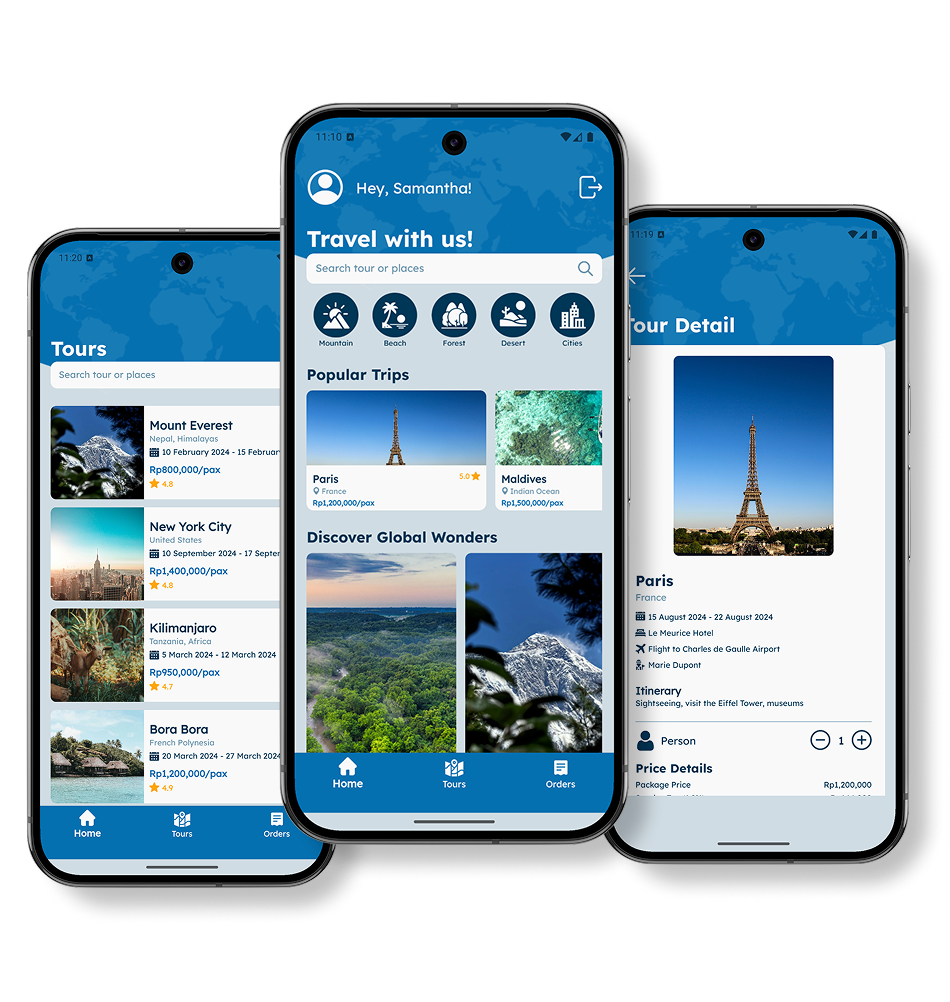 11:20
Tours
Search tour or places
Mount Everest
Nepal, Himalayas
10 February 2024 - 15 Februar
Rp800,000/pax
4.8
New York City
United States
10 September 2024 - 17 Septe
Rp1,400,000/pax
4.8
Kilimanjaro
Tanzania, Africa
5 March 2024 - 12 March 2024
Rp950,000/pax
4.7
Bora Bora
French Polynesia
20 March 2024 - 27 March 2024
Rp1,200,000/pax
4.9
Home Tours Orders
11:10
Hey, Samantha!
Travel with us!
Search tour or places
Mountain Beach Forest Desert Cities
Popular Trips
Paris 5.0
France
Rp1,200,000/pax
Maldives
Indian Ocean
Rp1,500,000/pax
Discover Global Wonders
Home Tours Orders
11:19
Tour Detail
Paris
France
15 August 2024 - 22 August 2024
Le Meurice Hotel
Flight to Charles de Gaulle Airport
Marie Dupont
Itinerary
Sightseeing, visit the Eiffel Tower, museums
Person 1
Price Details
Package Price Rp1,200,000